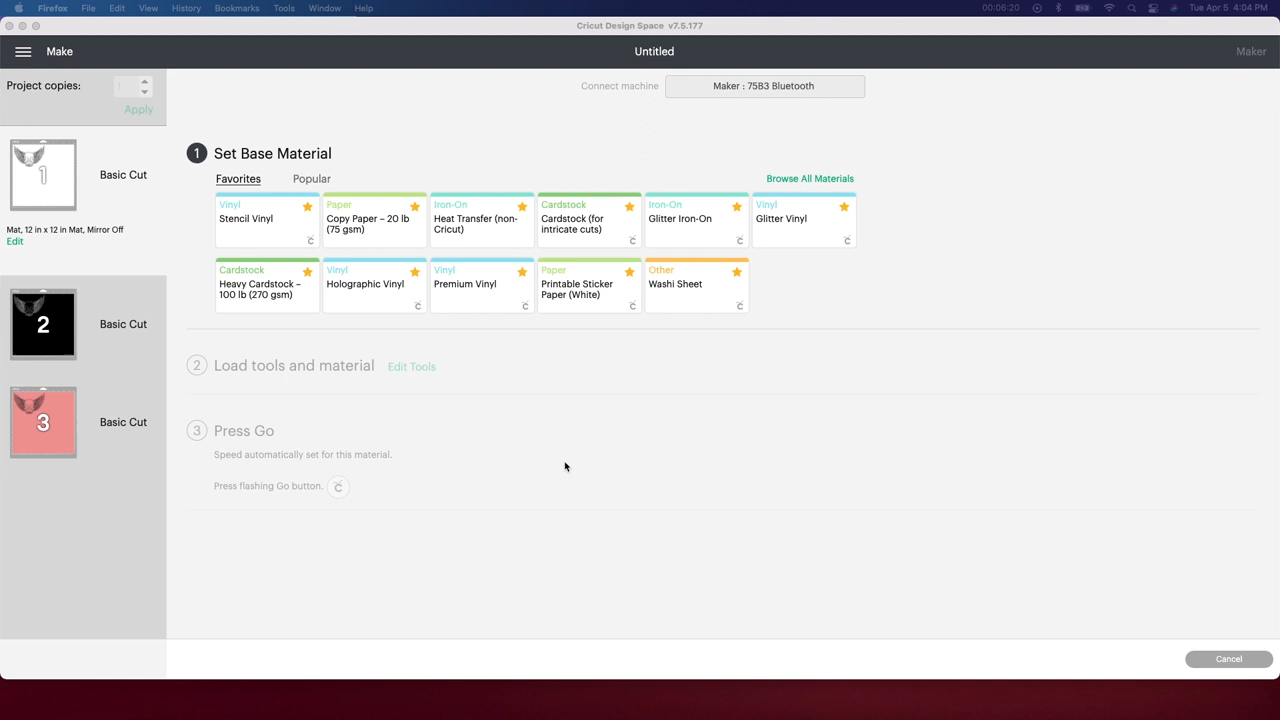 Firefox File Edit View History Bookmarks Tools Window Help 00:06:20 Tue Apr 5 4:04 PM
Cricut Design Space v7.5.177
Make Untitled Maker
Project copies: 1
Connect machine Maker : 75B3 Bluetooth
Apply
1 Basic Cut
Mat, 12 in x 12 in Mat, Mirror Off
Edit
2 Basic Cut
3 Basic Cut
1 Set Base Material
Favorites Popular Browse All Materials
Vinyl
Stencil Vinyl
Paper
Copy Paper – 20 lb
(75 gsm)
Iron-On
Heat Transfer (non-
Cricut)
Cardstock
Cardstock (for
intricate cuts)
Iron-On
Glitter Iron-On
Vinyl
Glitter Vinyl
Cardstock
Heavy Cardstock –
100 lb (270 gsm)
Vinyl
Holographic Vinyl
Vinyl
Premium Vinyl
Paper
Printable Sticker
Paper (White)
Other
Washi Sheet
2 Load tools and material Edit Tools
3 Press Go
Speed automatically set for this material.
Press flashing Go button.
Cancel